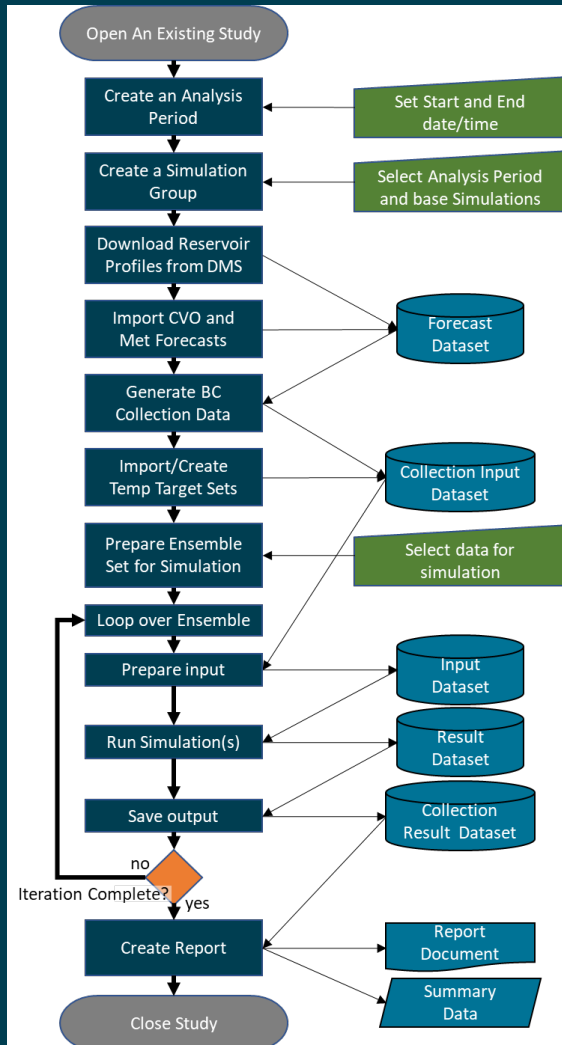 Open An Existing Study
Create an Analysis
Period
Set Start and End
date/time
Create a Simulation
Group
Select Analysis Period
and base Simulations
Download Reservoir
Profiles from DMS
Import CVO and
Met Forecasts
Forecast
Dataset
Generate BC
Collection Data
Import/Create
Temp Target Sets
Collection Input
Dataset
Prepare Ensemble
Set for Simulation
Select data for
simulation
Loop over Ensemble
Prepare input
Input
Dataset
Run Simulation(s)
Result
Dataset
Save output
Collection
Result Dataset
no
Iteration Complete?
yes
Create Report
Report
Document
Summary
Data
Close Study